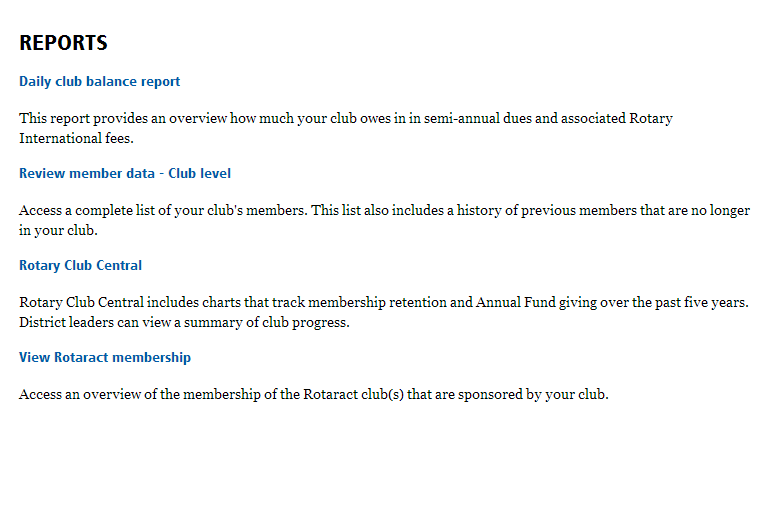 REPORTS
Daily club balance report
This report provides an overview how much your club owes in in semi-annual dues and associated Rotary
International fees.
Review member data - Club level
Access a complete list of your club's members. This list also includes a history of previous members that are no longer
in your club.
Rotary Club Central
Rotary Club Central includes charts that track membership retention and Annual Fund giving over the past five years.
District leaders can view a summary of club progress.
View Rotaract membership
Access an overview of the membership of the Rotaract club(s) that are sponsored by your club.